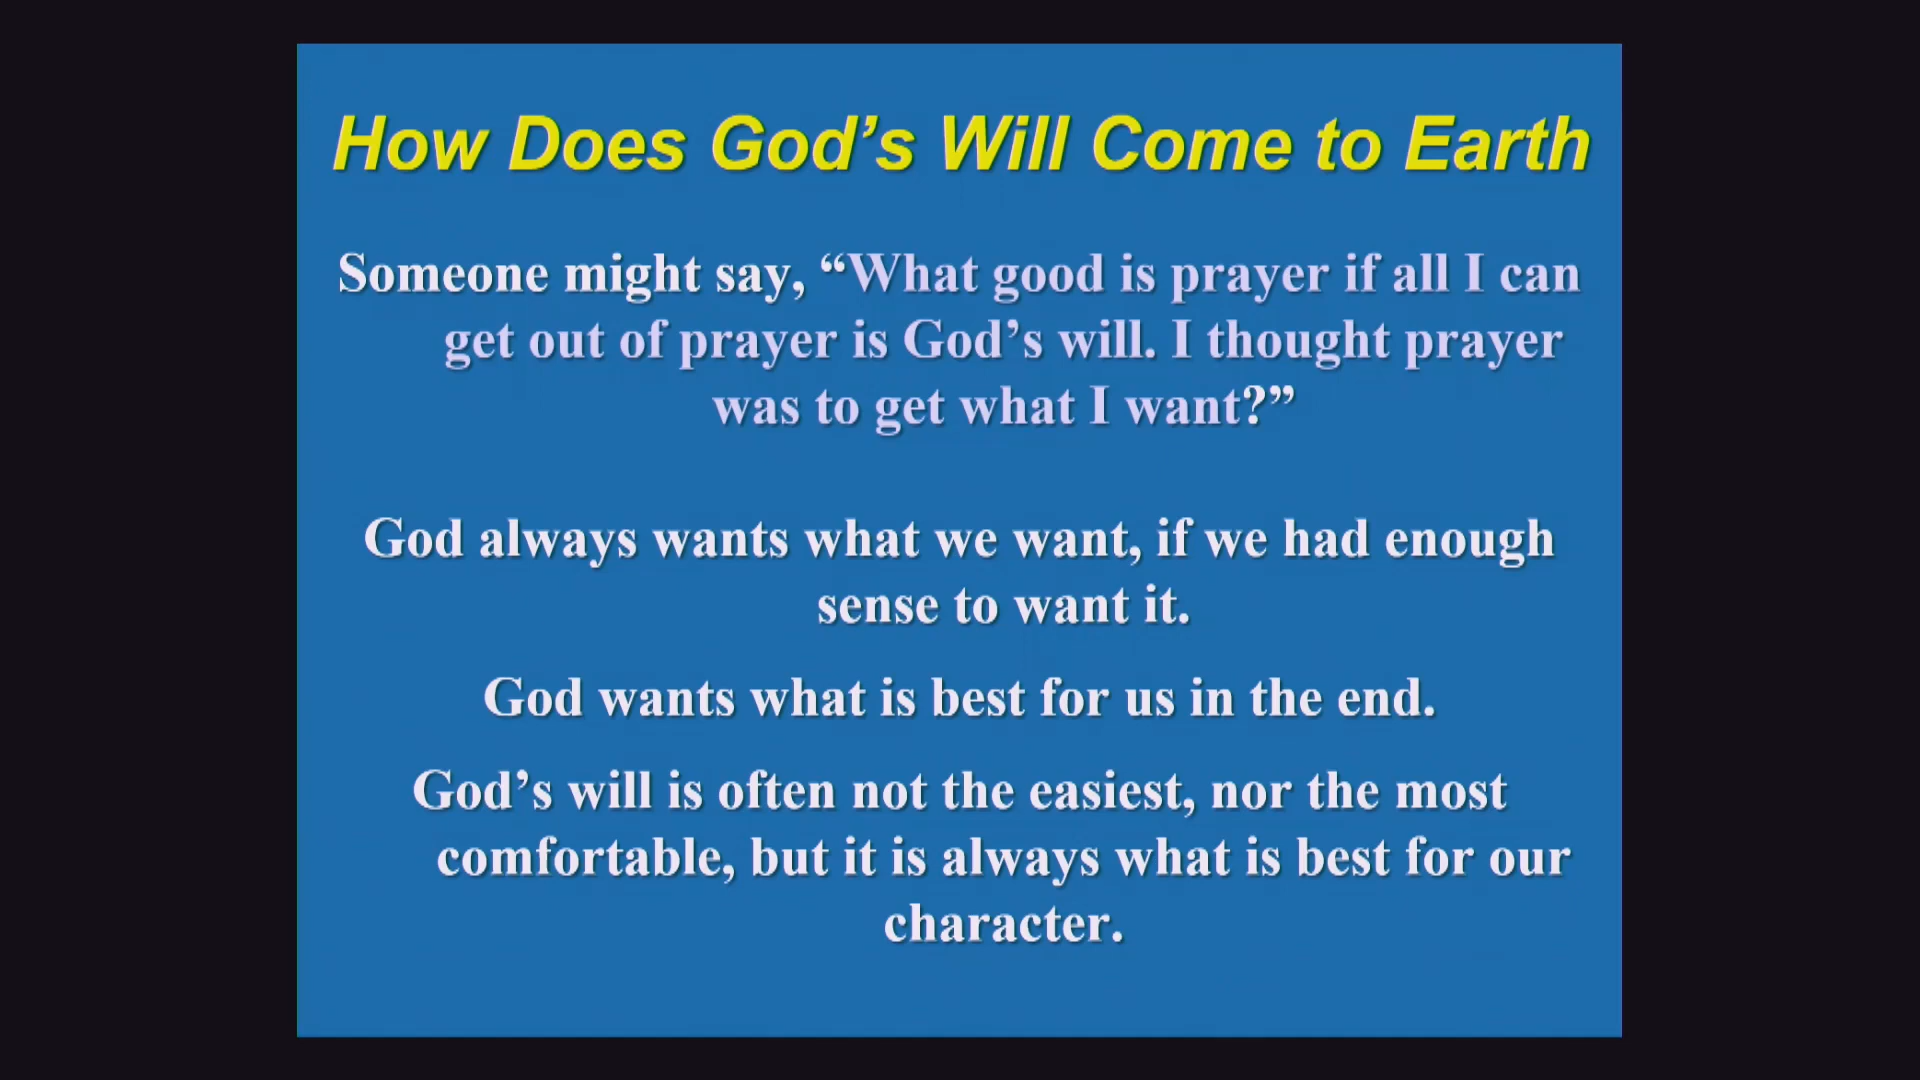 How Does God’s Will Come to Earth
Someone might say, “What good is prayer if all I can
get out of prayer is God’s will. I thought prayer
was to get what I want?”
God always wants what we want, if we had enough
sense to want it.
God wants what is best for us in the end.
God’s will is often not the easiest, nor the most
comfortable, but it is always what is best for our
character.